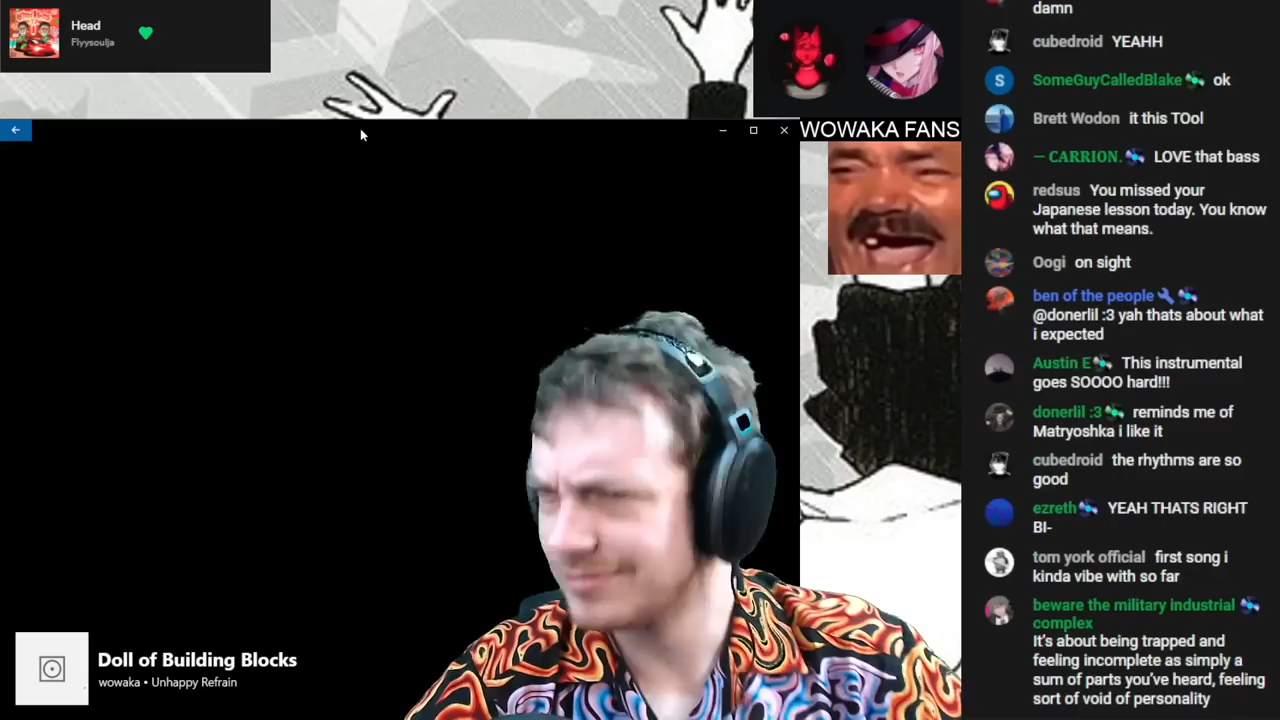 Head
Flyysoulja
WOWAKA FANS
Doll of Building Blocks
wowaka • Unhappy Refrain
damn
cubedroid YEAHH
S SomeGuyCalledBlake ok
Brett Wodon it this TOol
— CARRION. LOVE that bass
redsus You missed your
Japanese lesson today. You know
what that means.
Oogi on sight
ben of the people
@donerlil :3 yah thats about what
i expected
Austin E This instrumental
goes SOOOO hard!!!
donerlil :3 reminds me of
Matryoshka i like it
cubedroid the rhythms are so
good
ezreth YEAH THATS RIGHT
BI-
tom york official first song i
kinda vibe with so far
beware the military industrial
complex
It's about being trapped and
feeling incomplete as simply a
sum of parts you've heard, feeling
sort of void of personality